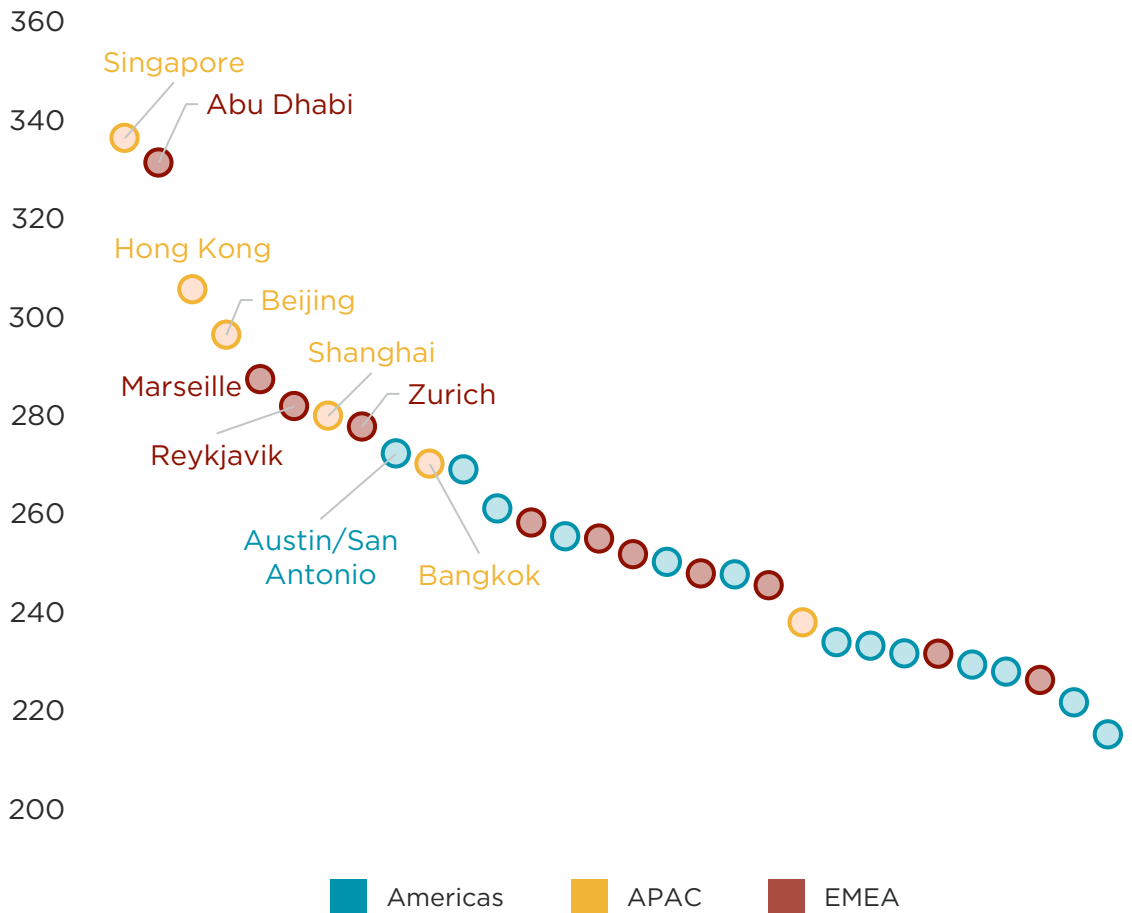 360
Singapore
Abu Dhabi
340
320
Hong Kong
Beijing
300
Shanghai
Marseille
Zurich
280
Reykjavik
260
Austin/San
Antonio
Bangkok
240
220
200
Americas
APAC
EMEA